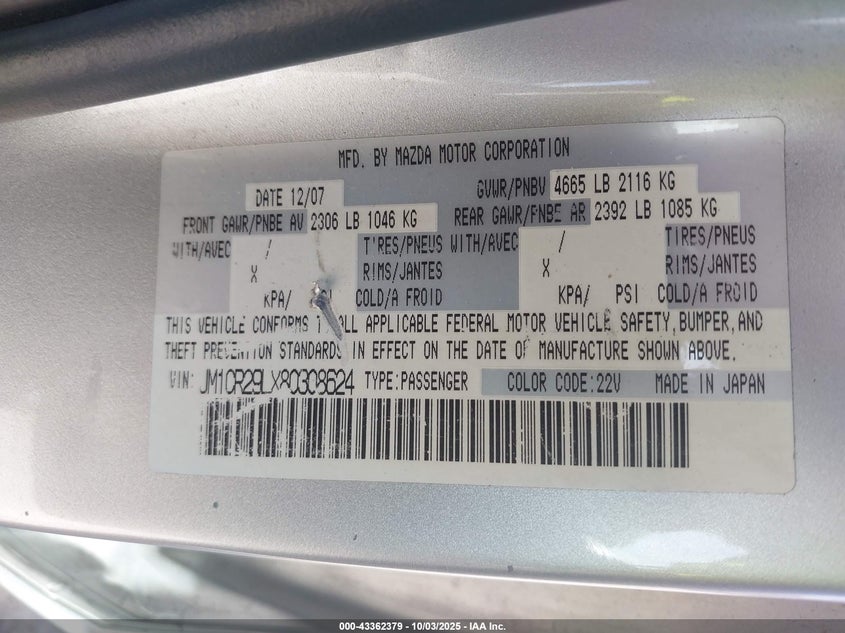 MFD. BY MAZDA MOTOR CORPORATION
DATE 12/07 GVWR/PNBV 4665 LB 2116 KG
FRONT GAWR/PNBE AV 2306 LB 1046 KG REAR GAWR/PNBE AR 2392 LB 1085 KG
WITH/AVEC / TIRES/PNEUS WITH/AVEC / TIRES/PNEUS
X RIMS/JANTES X RIMS/JANTES
KPA/ PSI COLD/A FROID KPA/ PSI COLD/A FROID
THIS VEHICLE CONFORMS ALL APPLICABLE FEDERAL MOTOR VEHICLE SAFETY, BUMPER, AND
THEFT PREVENTION STANDARDS IN EFFECT ON THE DATE OF MANUFACTURE SHOWN ABOVE.
VIN: JM1CR29LX80308624 TYPE:PASSENGER COLOR CODE:22V MADE IN JAPAN
000-43362379 - 10/03/2025 - IAA Inc.